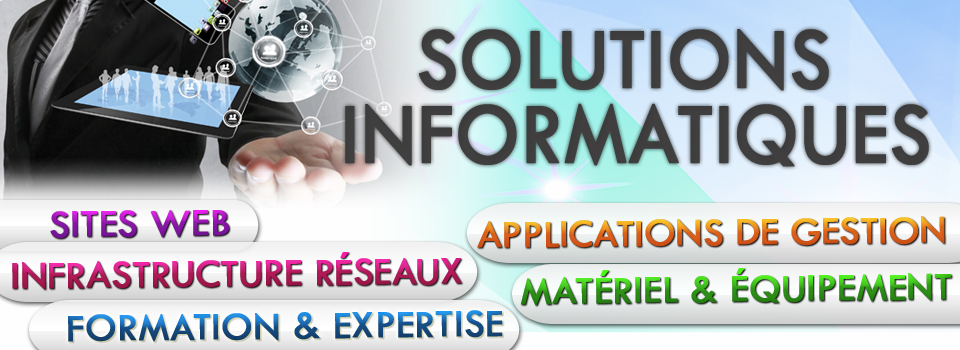 SOLUTIONS
INFORMATIQUES
SITES WEB
INFRASTRUCTURE RÉSEAUX
FORMATION & EXPERTISE
APPLICATIONS DE GESTION
MATÉRIEL & ÉQUIPEMENT